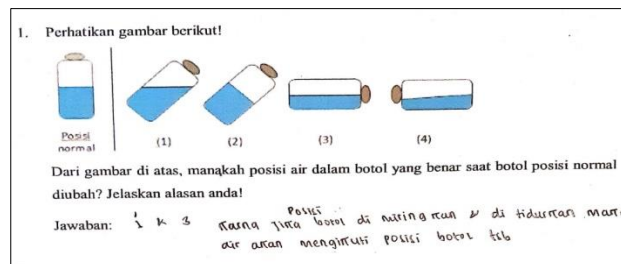 1. Perhatikan gambar berikut!
Posisi
normal
(1) (2) (3) (4)
Dari gambar di atas, manakah posisi air dalam botol yang benar saat botol posisi normal
diubah? Jelaskan alasan anda!
Posisi
Jawaban: 1 & 3 karna jika botol di miringkan & di tidurkan
air akan mengikuti posisi botol tsb